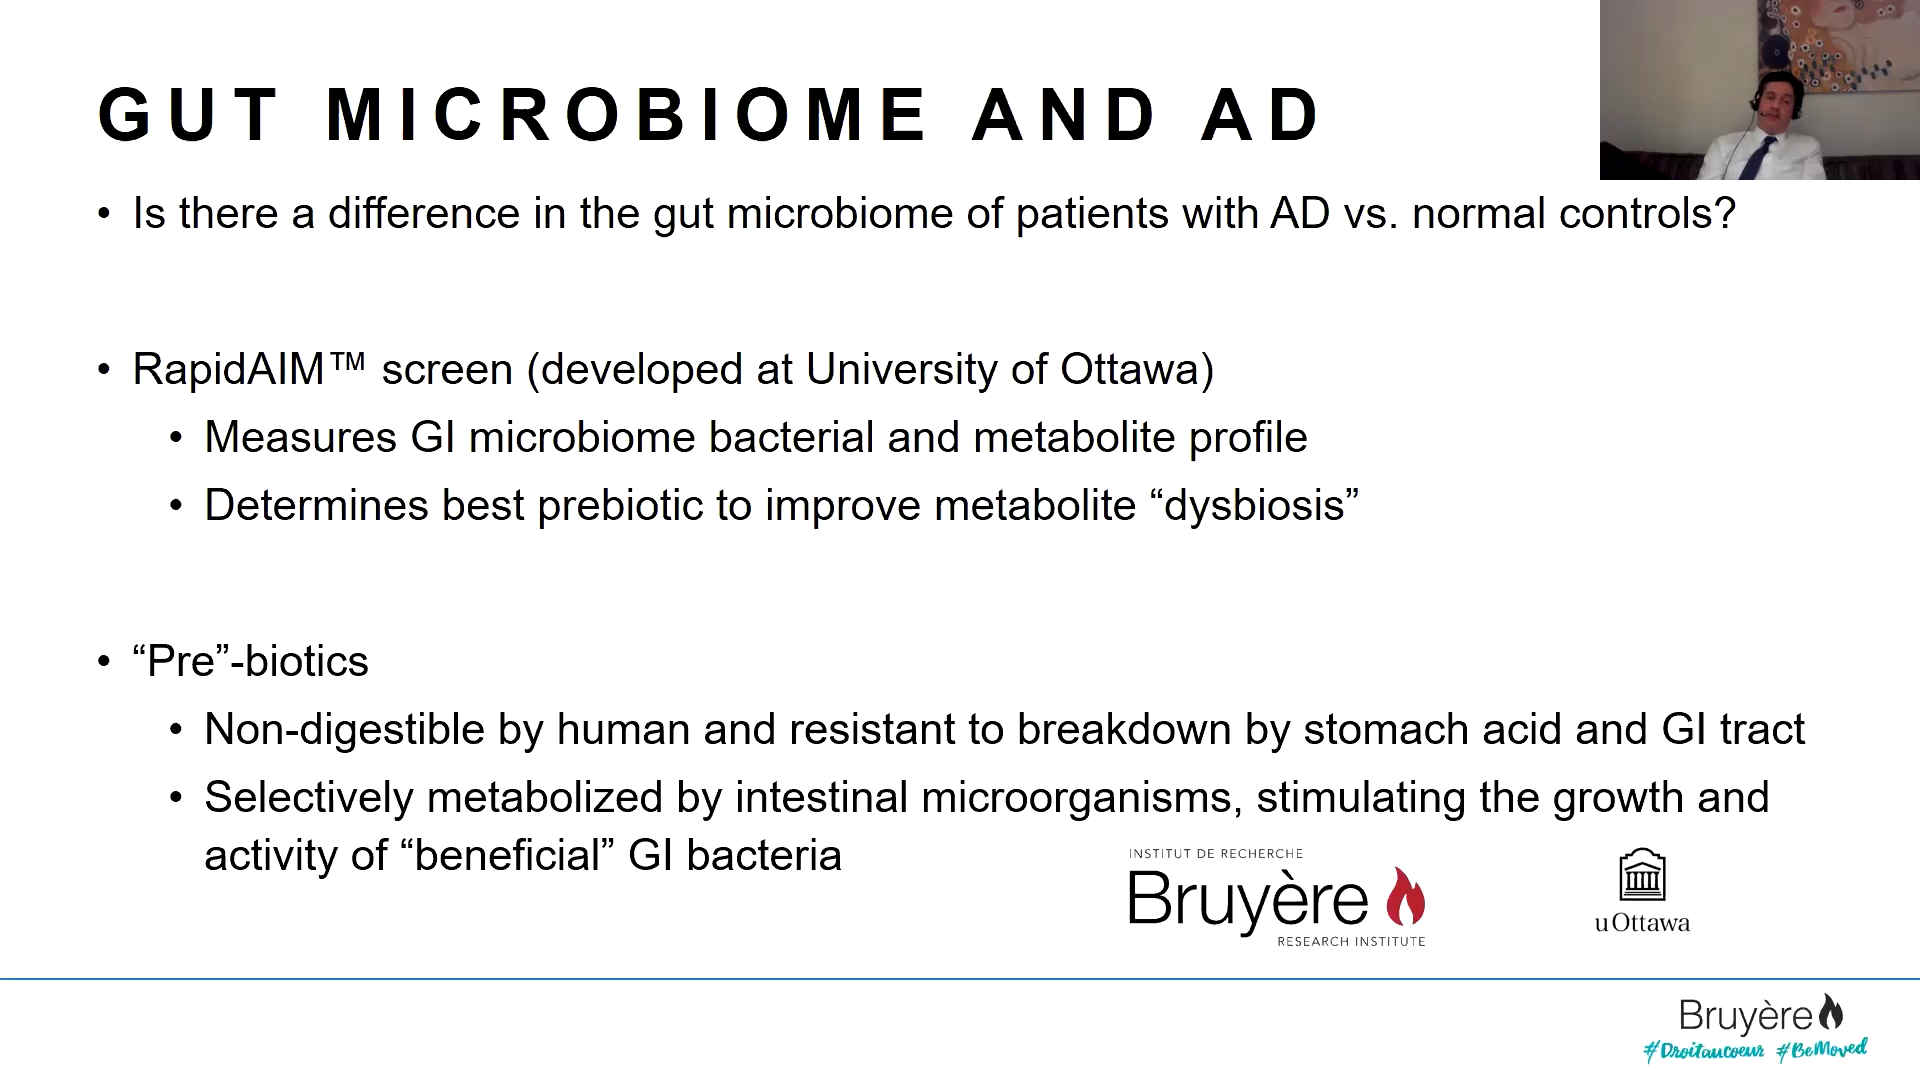 GUT MICROBIOME AND AD
• Is there a difference in the gut microbiome of patients with AD vs. normal controls?
• RapidAIM™ screen (developed at University of Ottawa)
• Measures GI microbiome bacterial and metabolite profile
• Determines best prebiotic to improve metabolite “dysbiosis”
• “Pre”-biotics
• Non-digestible by human and resistant to breakdown by stomach acid and GI tract
• Selectively metabolized by intestinal microorganisms, stimulating the growth and
activity of “beneficial” GI bacteria
INSTITUT DE RECHERCHE
Bruyère
RESEARCH INSTITUTE
uOttawa
Bruyère
#Droitaucoeur #BeMoved